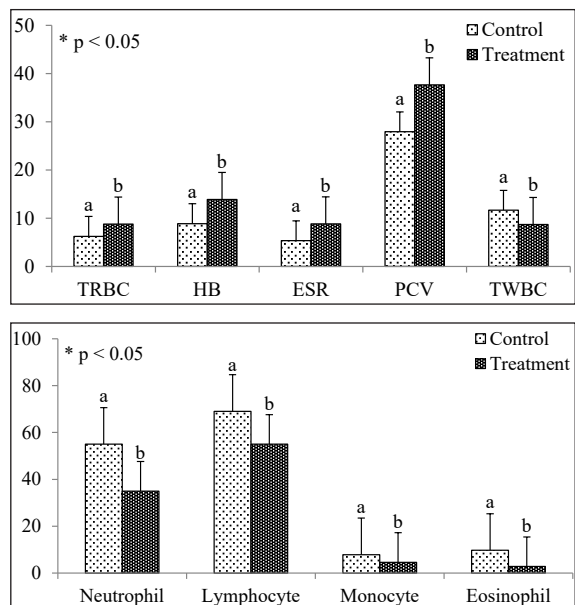 50
40
30
20
10
0
* p < 0.05
Control
Treatment
a b a b a b a b a b
TRBC HB ESR PCV TWBC
100
80
60
40
20
0
* p < 0.05
Control
Treatment
a b a b a b a b
Neutrophil Lymphocyte Monocyte Eosinophil